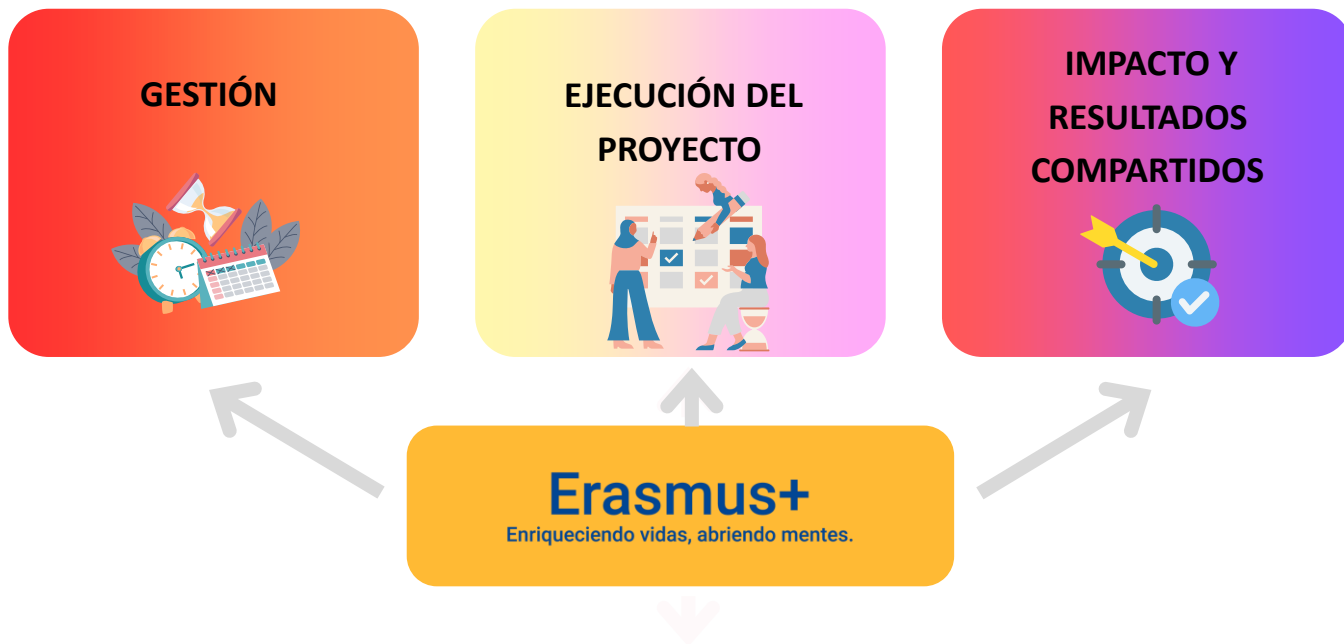 GESTIÓN
EJECUCIÓN DEL
PROYECTO
IMPACTO Y
RESULTADOS
COMPARTIDOS
Erasmus+
Enriqueciendo vidas, abriendo mentes.